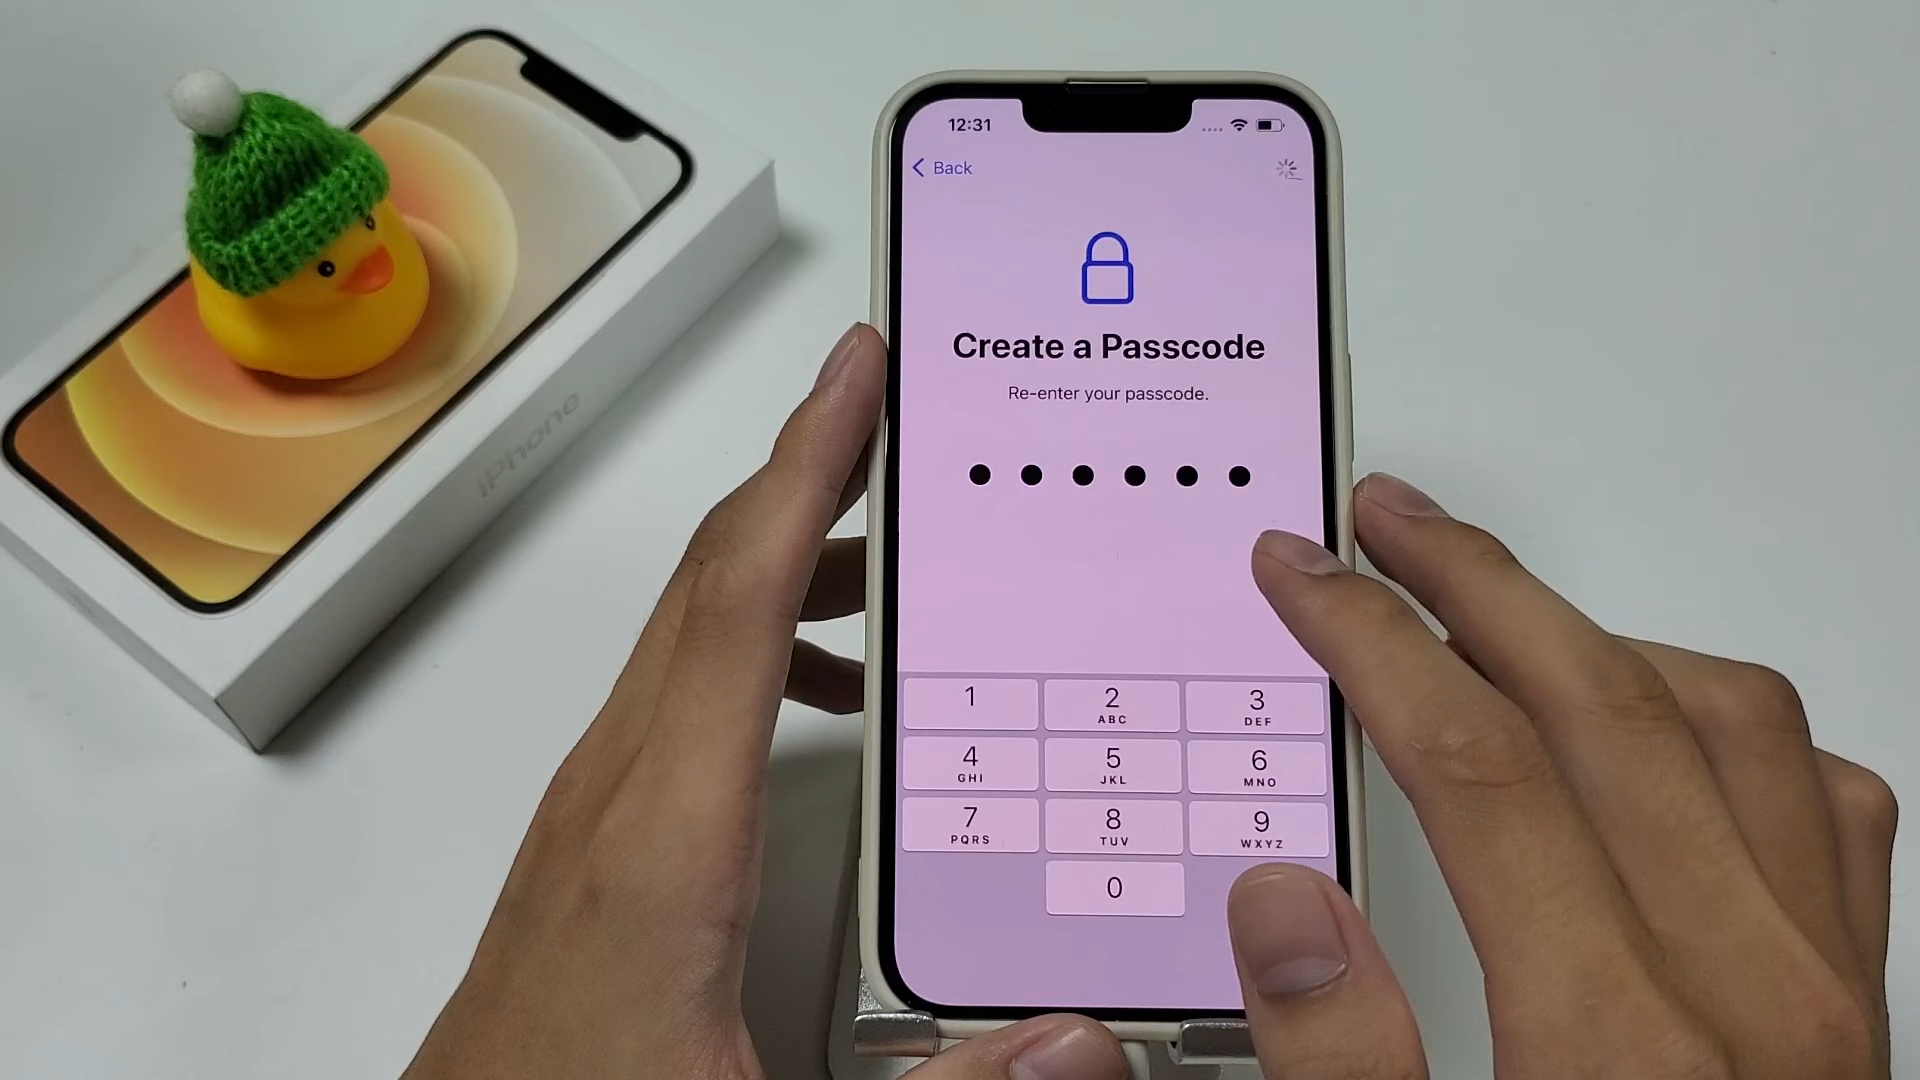 iPhone
12:31
Back
Create a Passcode
Re-enter your passcode.
1
2
ABC
3
DEF
4
GHI
5
JKL
6
MNO
7
PQRS
8
TUV
9
WXYZ
0